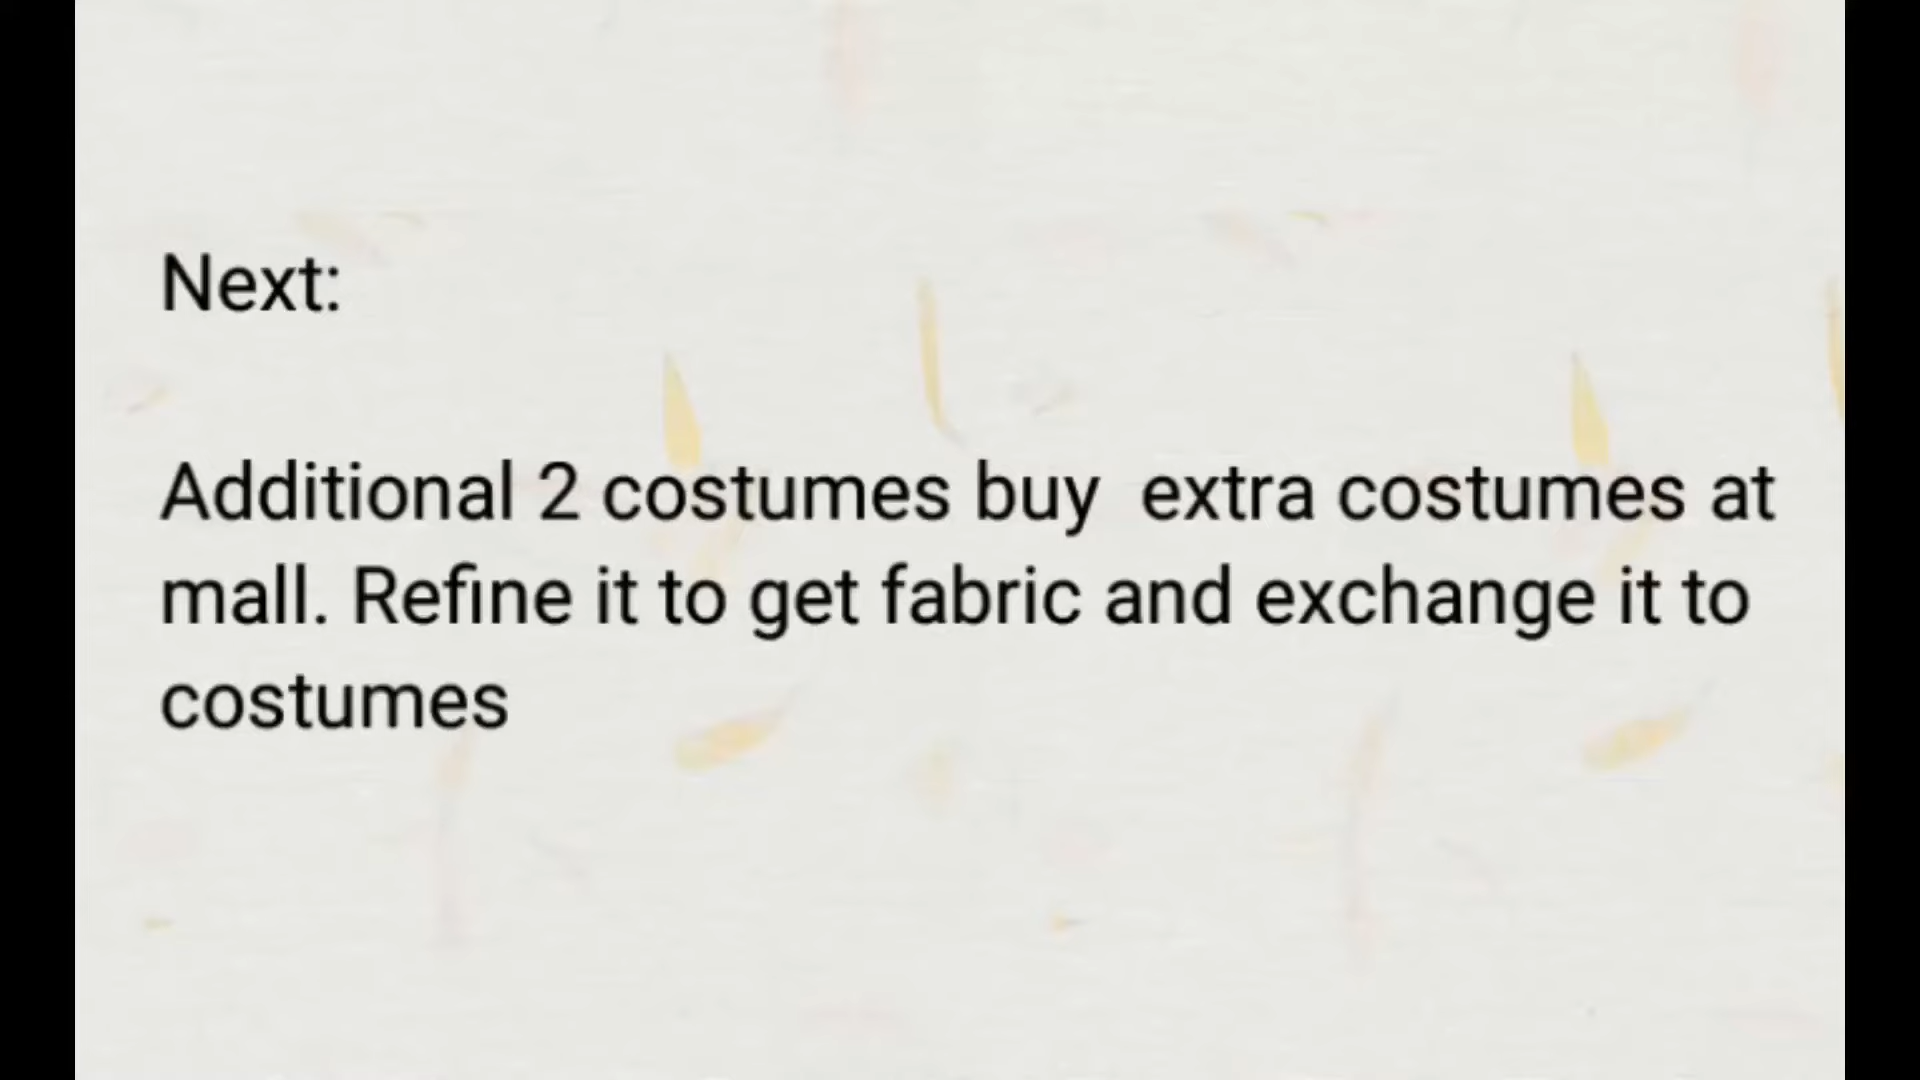 Next:
Additional 2 costumes buy  extra costumes at
mall. Refine it to get fabric and exchange it to
costumes